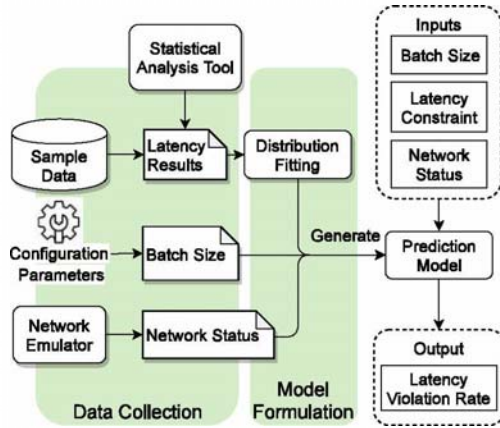 Statistical
Analysis Tool
Inputs
Batch Size
Latency
Constraint
Network
Status
Sample
Data
Latency
Results
Distribution
Fitting
Configuration
Parameters
Batch Size
Generate
Prediction
Model
Network
Emulator
Network Status
Output
Latency
Violation Rate
Data Collection
Model
Formulation